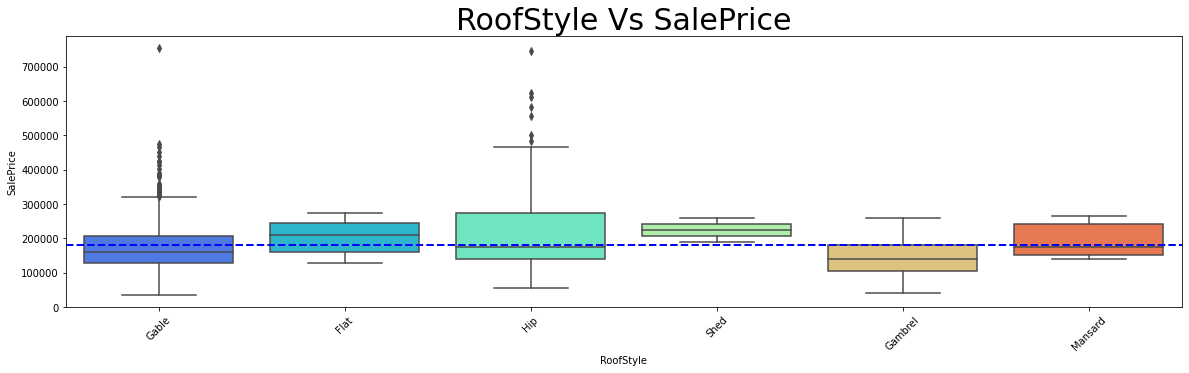 RoofStyle Vs SalePrice
SalePrice
700000
600000
500000
400000
300000
200000
100000
0
Gable
Flat
Hip
Shed
Gambrel
Mansard
RoofStyle